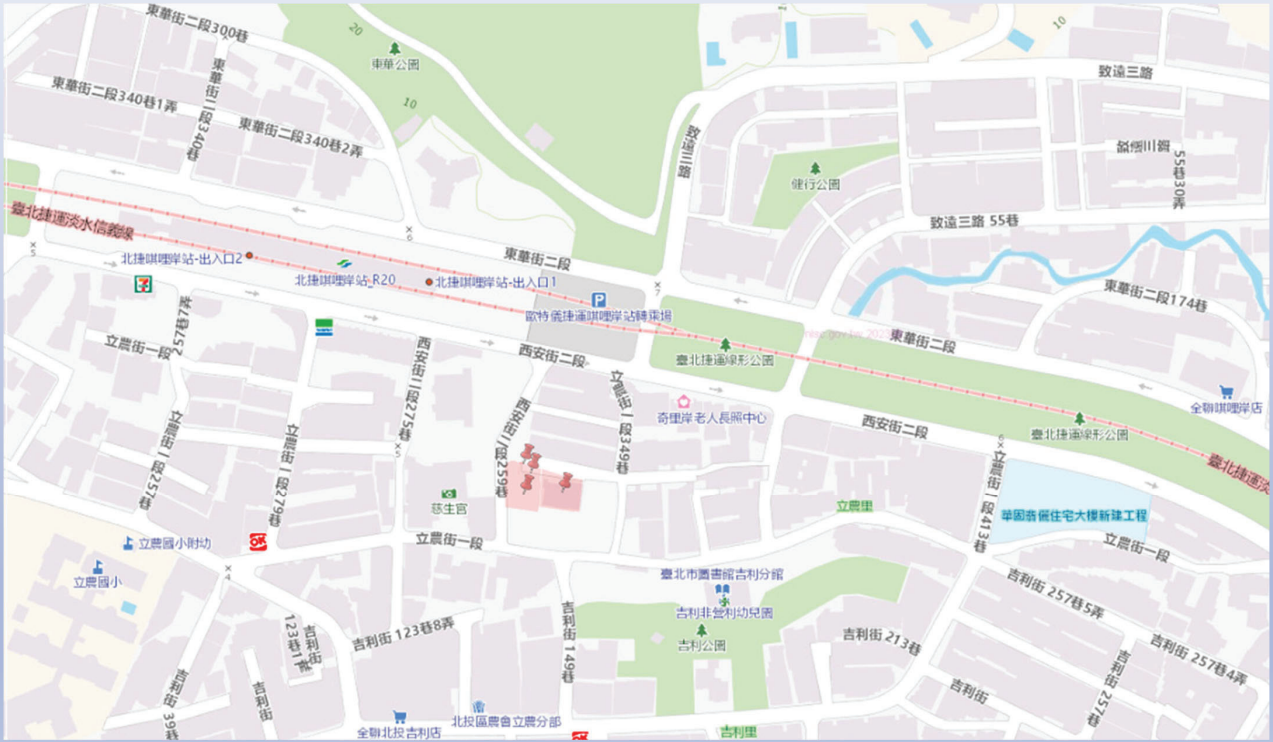 東華街二段300巷
20
東華公園
10
10
東華街二段340巷
東華街二段340巷1弄
東華街二段340巷2弄
致遠三路
致遠三路
健行公園
55巷30弄
致遠三路 55巷
臺北捷運淡水信義線
北捷唭哩岸站-出入口2
北捷唭哩岸站_R20
北捷唭哩岸站-出入口1
東華街二段
P
歐特儀捷運唭哩岸站轉乘場
東華街二段174巷
東華街二段
7
257巷7弄
立農街一段
西安街二段275巷
西安街二段
臺北捷運線形公園
全聯唭哩岸店
立農街一段349巷
奇里岸老人長照中心
西安街二段
臺北捷運線形公園
臺北捷運淡
西安街二段259巷
立農街一段257巷
立農街一段279巷
慈生宮
立農里
立農街一段413巷
華固翡儷住宅大樓新建工程
立農街一段
OK
立農國小附幼
立農國小
立農街一段
臺北市圖書館吉利分館
吉利非營利幼兒園
吉利公園
吉利街 257巷5弄
吉利街 257巷4弄
吉利街
123巷1弄
吉利街 123巷8弄
吉利街 149巷
吉利街 213巷
吉利街 39巷
吉利街
吉利街
吉利街 257巷
全聯北投吉利店
北投區農會立農分部
OK
吉利里